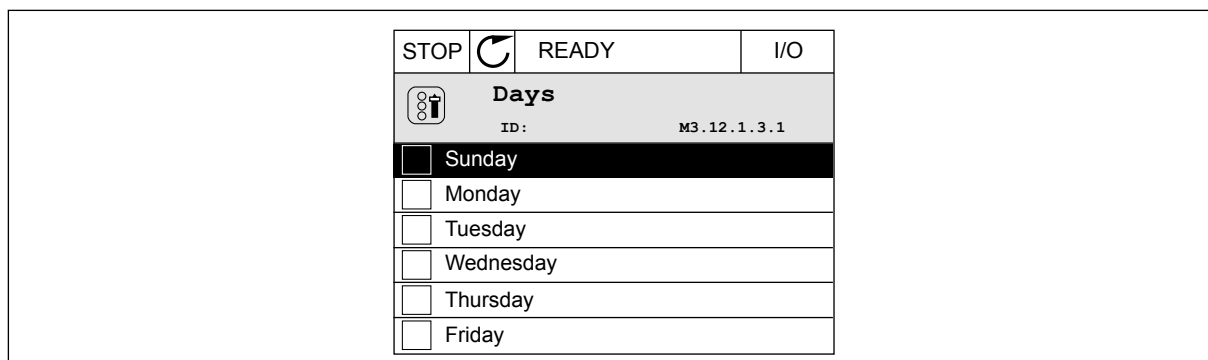 STOP READY I/O
Days
ID: M3.12.1.3.1
Sunday
Monday
Tuesday
Wednesday
Thursday
Friday